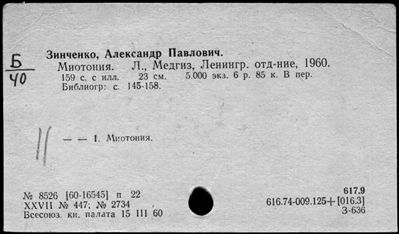 Зинченко, Александр Павлович.
Б
40
Миотония. Л., Медгиз, Ленингр. отд-ние, 1960.
159 с. с илл. 23 см. 5.000 экз. 6 р. 85 к. В пер.
Библиогр: с. 145-158.
— — 1. Миотония.
№ 8526 [60-16545] п 22
XXVII № 447; № 2734
Всесоюз. кн. палата 15 III 60
617.9
616.74-009.125+[016.3]
З-636